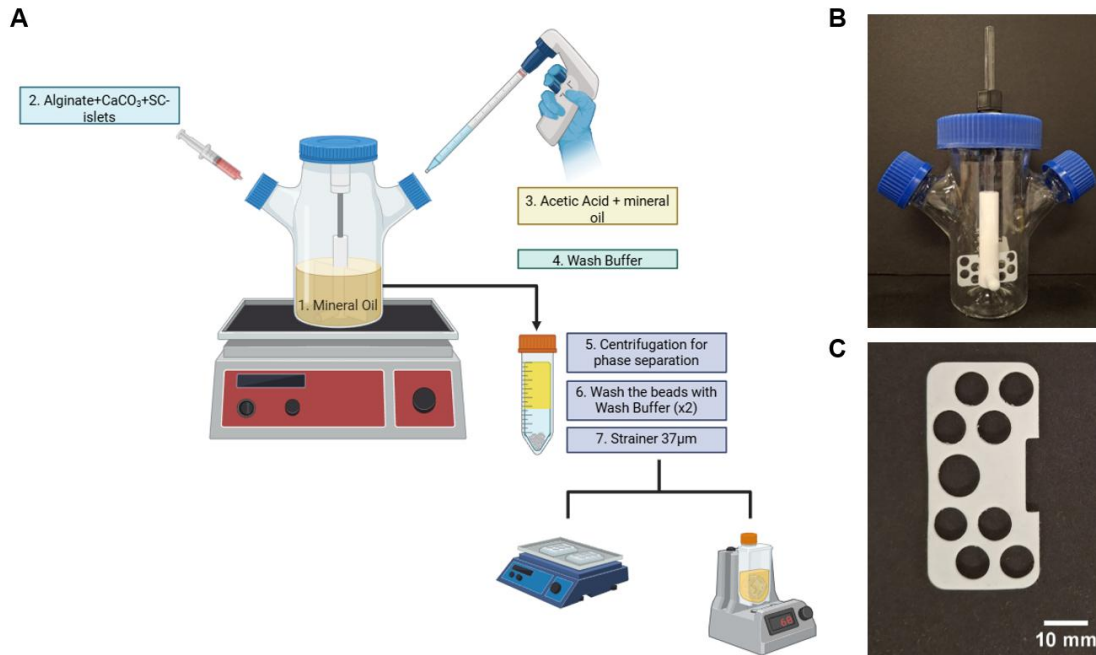 A
B
2. Alginate+CaCO₃+SC-
islets
3. Acetic Acid + mineral
oil
4. Wash Buffer
1. Mineral Oil
5. Centrifugation for
phase separation
6. Wash the beads with
Wash Buffer (x2)
7. Strainer 37µm
C
10 mm